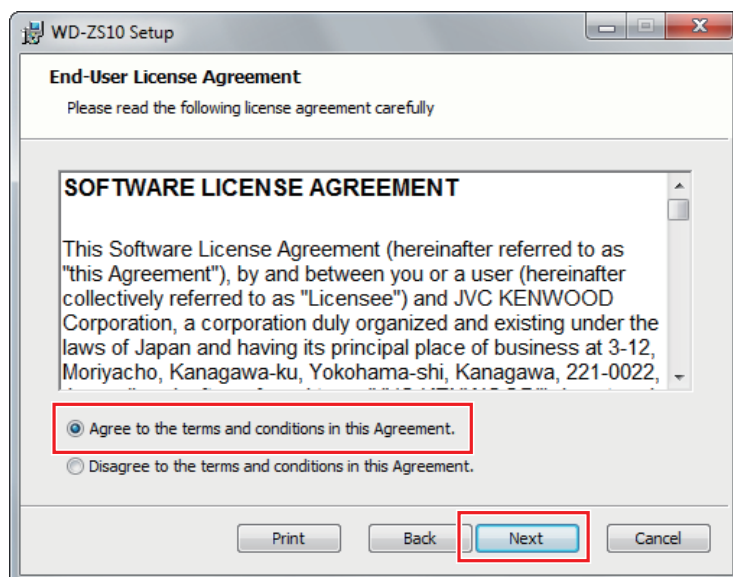 WD-ZS10 Setup
End-User License Agreement
Please read the following license agreement carefully
SOFTWARE LICENSE AGREEMENT
This Software License Agreement (hereinafter referred to as
"this Agreement"), by and between you or a user (hereinafter
collectively referred to as "Licensee") and JVC KENWOOD
Corporation, a corporation duly organized and existing under the
laws of Japan and having its principal place of business at 3-12,
Moriyacho, Kanagawa-ku, Yokohama-shi, Kanagawa, 221-0022,
Agree to the terms and conditions in this Agreement.
Disagree to the terms and conditions in this Agreement.
Print Back Next Cancel